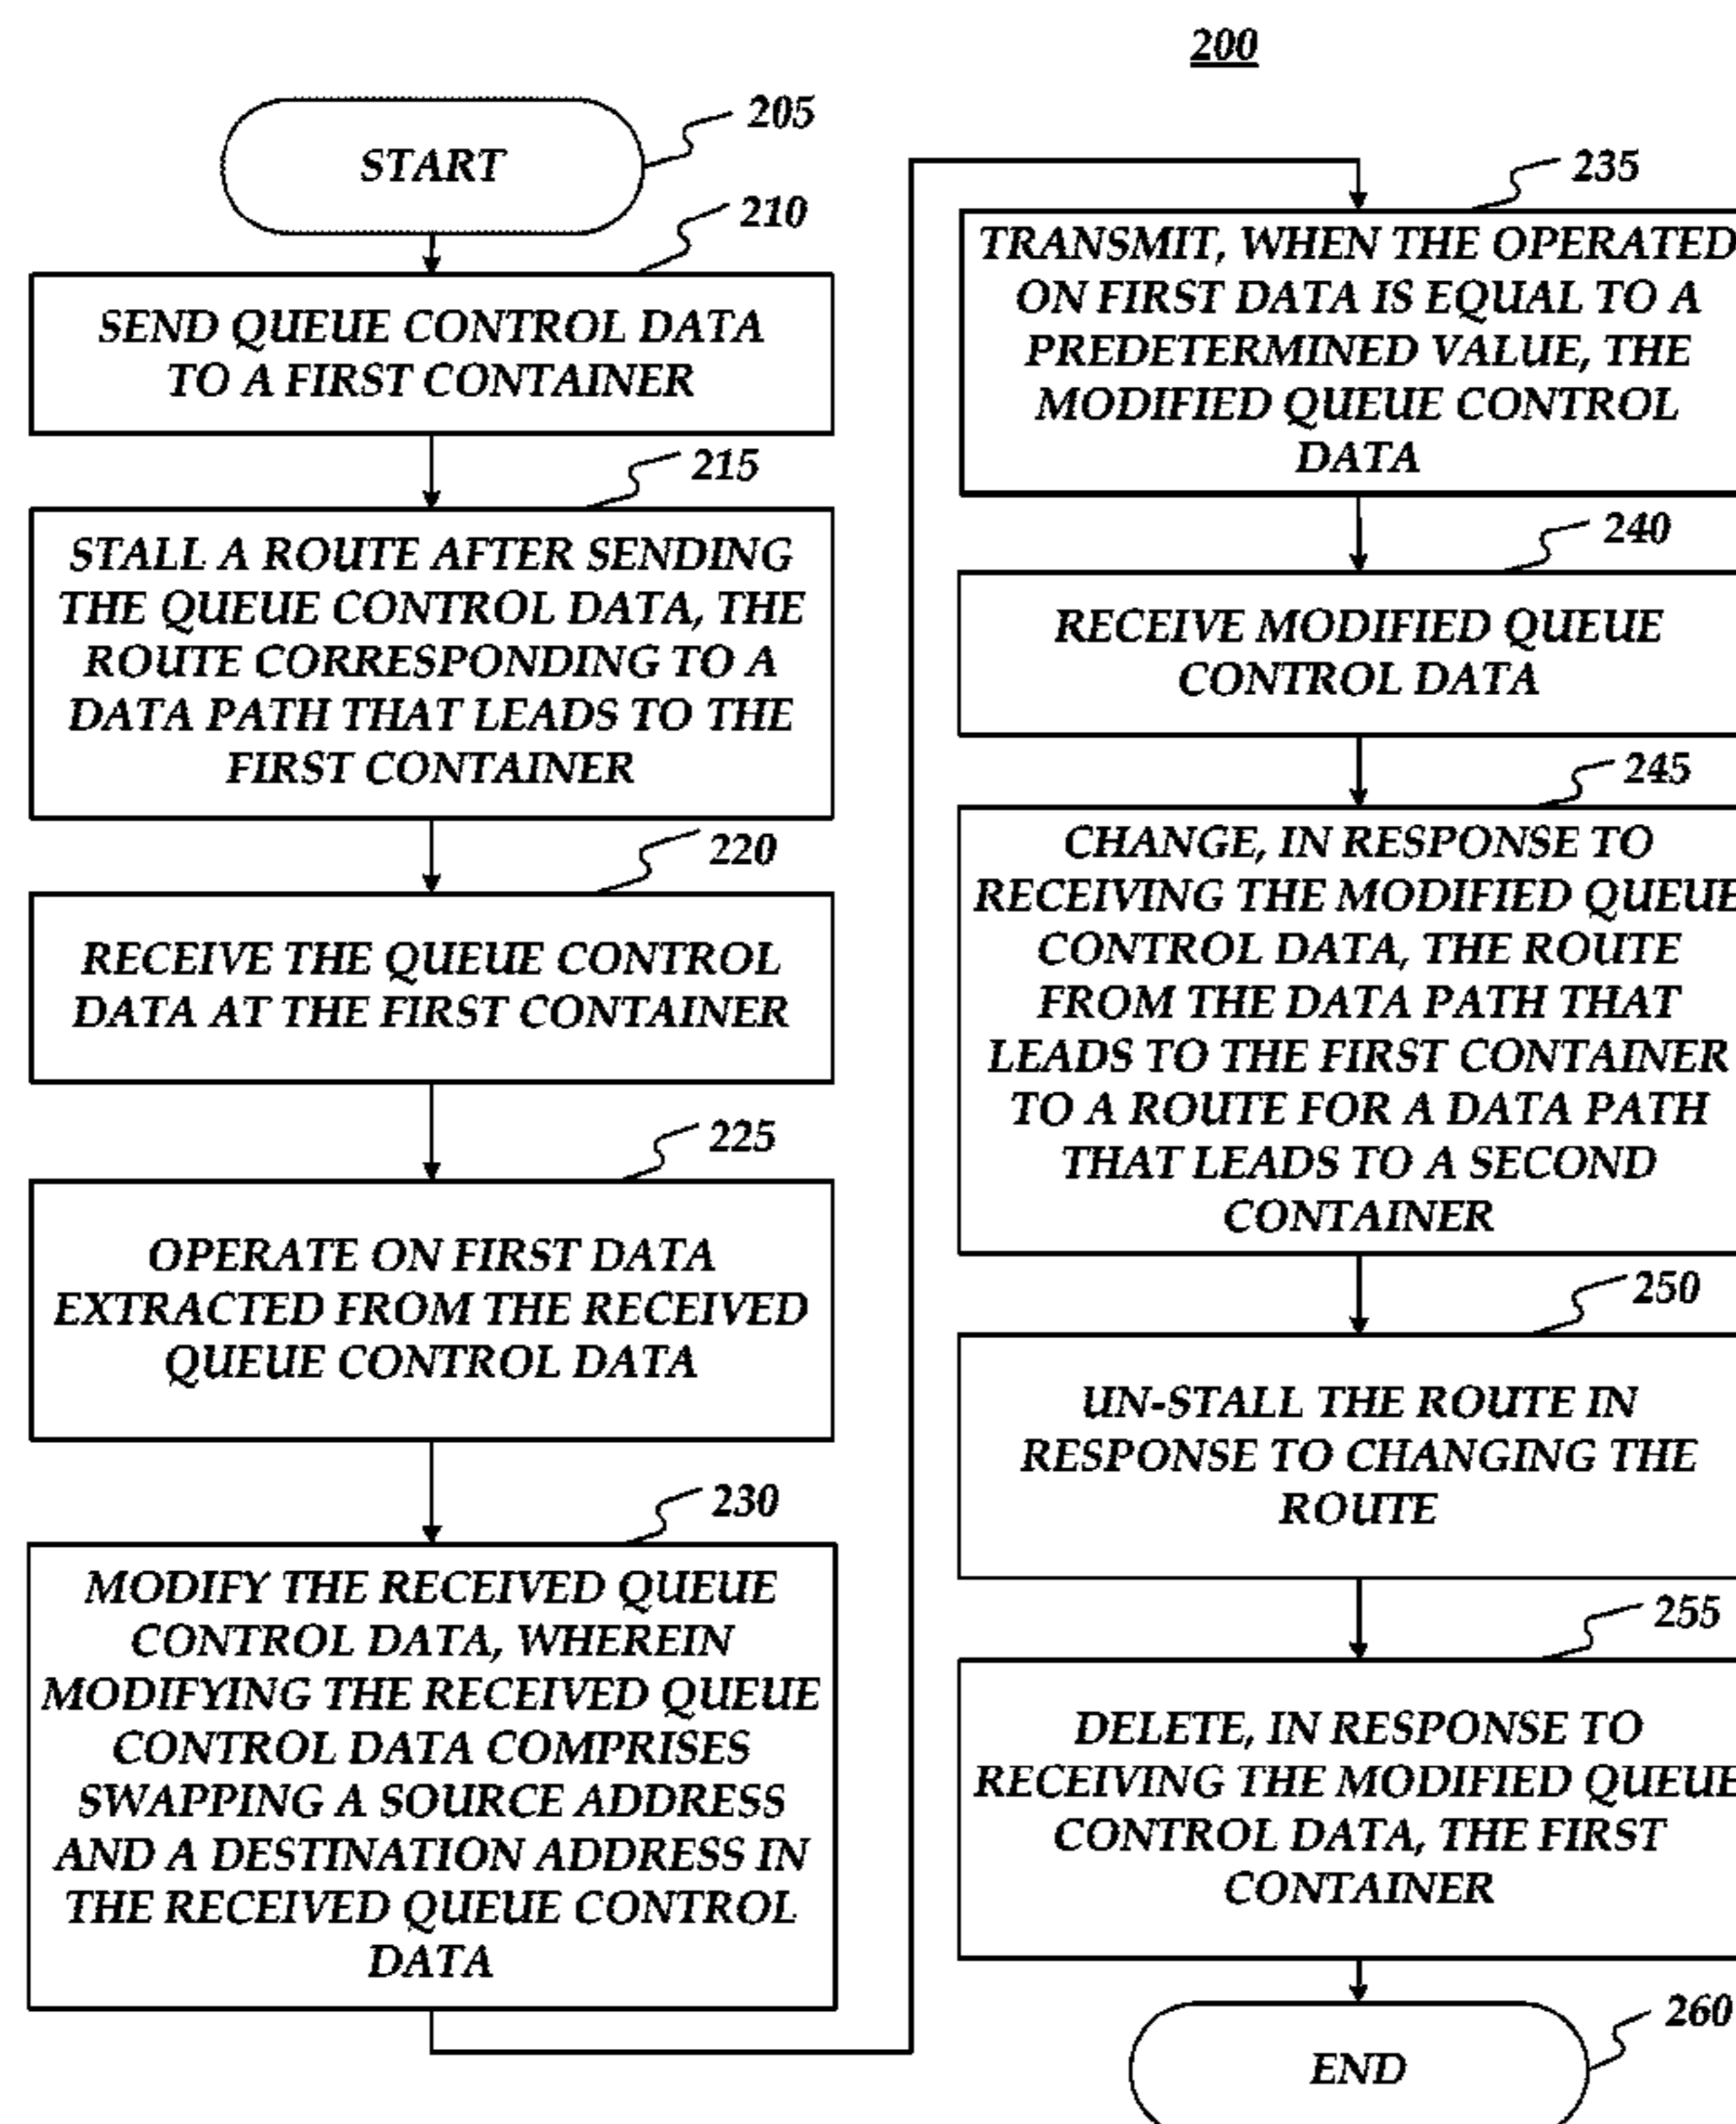 200
START
205
210
SEND QUEUE CONTROL DATA
TO A FIRST CONTAINER
215
STALL A ROUTE AFTER SENDING
THE QUEUE CONTROL DATA, THE
ROUTE CORRESPONDING TO A
DATA PATH THAT LEADS TO THE
FIRST CONTAINER
220
RECEIVE THE QUEUE CONTROL
DATA AT THE FIRST CONTAINER
225
OPERATE ON FIRST DATA
EXTRACTED FROM THE RECEIVED
QUEUE CONTROL DATA
230
MODIFY THE RECEIVED QUEUE
CONTROL DATA, WHEREIN
MODIFYING THE RECEIVED QUEUE
CONTROL DATA COMPRISES
SWAPPING A SOURCE ADDRESS
AND A DESTINATION ADDRESS IN
THE RECEIVED QUEUE CONTROL
DATA
235
TRANSMIT, WHEN THE OPERATED
ON FIRST DATA IS EQUAL TO A
PREDETERMINED VALUE, THE
MODIFIED QUEUE CONTROL
DATA
240
RECEIVE MODIFIED QUEUE
CONTROL DATA
245
CHANGE, IN RESPONSE TO
RECEIVING THE MODIFIED QUEUE
CONTROL DATA, THE ROUTE
FROM THE DATA PATH THAT
LEADS TO THE FIRST CONTAINER
TO A ROUTE FOR A DATA PATH
THAT LEADS TO A SECOND
CONTAINER
250
UN-STALL THE ROUTE IN
RESPONSE TO CHANGING THE
ROUTE
255
DELETE, IN RESPONSE TO
RECEIVING THE MODIFIED QUEUE
CONTROL DATA, THE FIRST
CONTAINER
260
END